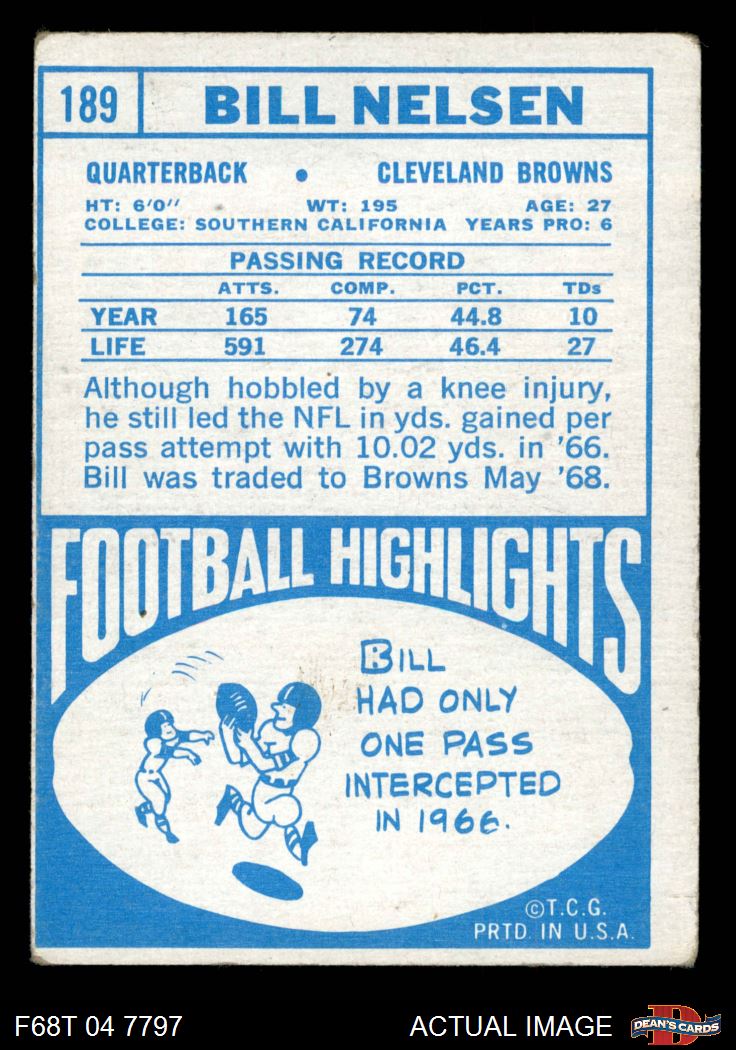 189 BILL NELSEN
QUARTERBACK • CLEVELAND BROWNS
HT: 6'0'' WT: 195 AGE: 27
COLLEGE: SOUTHERN CALIFORNIA YEARS PRO: 6
PASSING RECORD
ATTS. COMP. PCT. TDs
YEAR 165 74 44.8 10
LIFE 591 274 46.4 27
Although hobbled by a knee injury,
he still led the NFL in yds. gained per
pass attempt with 10.02 yds. in '66.
Bill was traded to Browns May '68.
FOOTBALL HIGHLIGHTS
BILL
HAD ONLY
ONE PASS
INTERCEPTED
IN 1966.
©T.C.G.
PRTD. IN U.S.A.
F68T 04 7797 ACTUAL IMAGE D DEAN'S CARDS